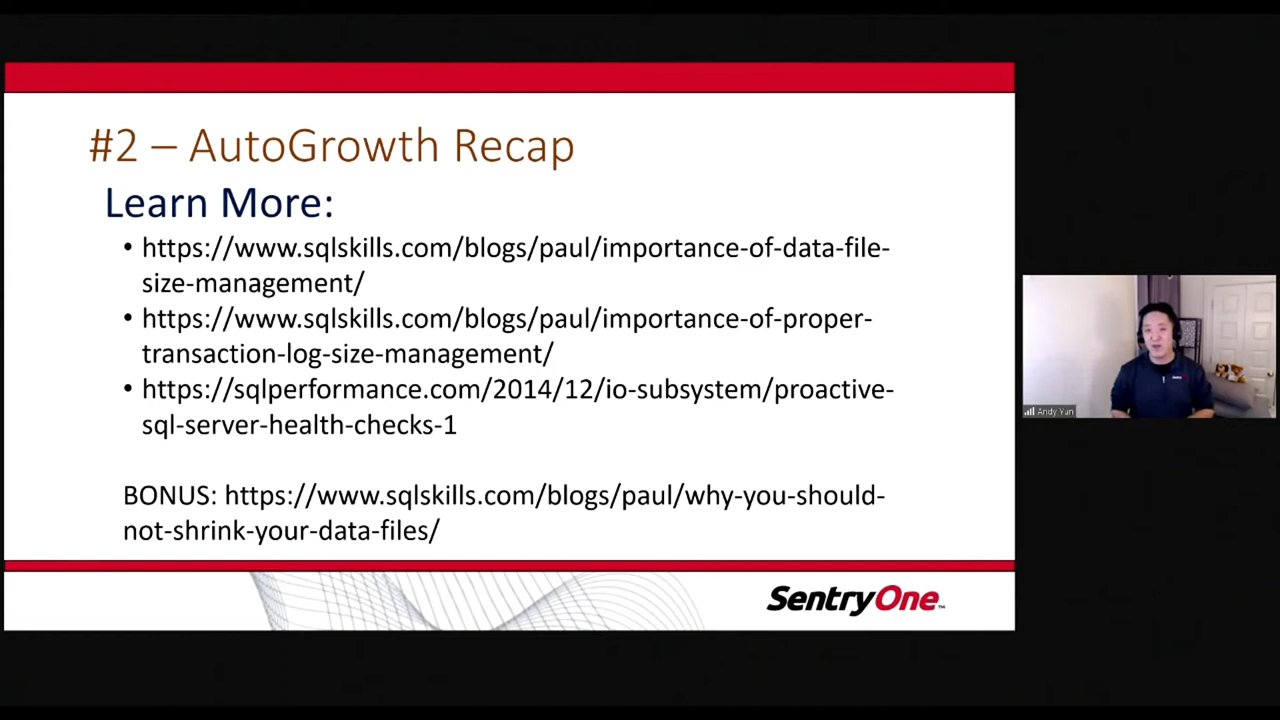 #2 – AutoGrowth Recap
Learn More:
• https://www.sqlskills.com/blogs/paul/importance-of-data-file-
size-management/
• https://www.sqlskills.com/blogs/paul/importance-of-proper-
transaction-log-size-management/
• https://sqlperformance.com/2014/12/io-subsystem/proactive-
sql-server-health-checks-1
BONUS: https://www.sqlskills.com/blogs/paul/why-you-should-
not-shrink-your-data-files/
SentryOne™
Andy Yun